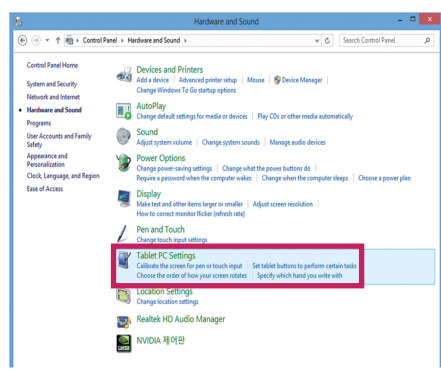 Hardware and Sound
Control Panel ▸ Hardware and Sound ▸
Search Control Panel
Control Panel Home
System and Security
Network and Internet
Hardware and Sound
Programs
User Accounts and Family
Safety
Appearance and
Personalization
Clock, Language, and Region
Ease of Access
Devices and Printers
Add a device | Advanced printer setup | Mouse | Device Manager |
Change Windows To Go startup options
AutoPlay
Change default settings for media or devices | Play CDs or other media automatically
Sound
Adjust system volume | Change system sounds | Manage audio devices
Power Options
Change power-saving settings | Change what the power buttons do |
Require a password when the computer wakes | Change when the computer sleeps | Choose a power plan
Display
Make text and other items larger or smaller | Adjust screen resolution |
How to correct monitor flicker (refresh rate)
Pen and Touch
Change touch input settings
Tablet PC Settings
Calibrate the screen for pen or touch input | Set tablet buttons to perform certain tasks
Choose the order of how your screen rotates | Specify which hand you write with
Location Settings
Change location settings
Realtek HD Audio Manager
NVIDIA 제어판